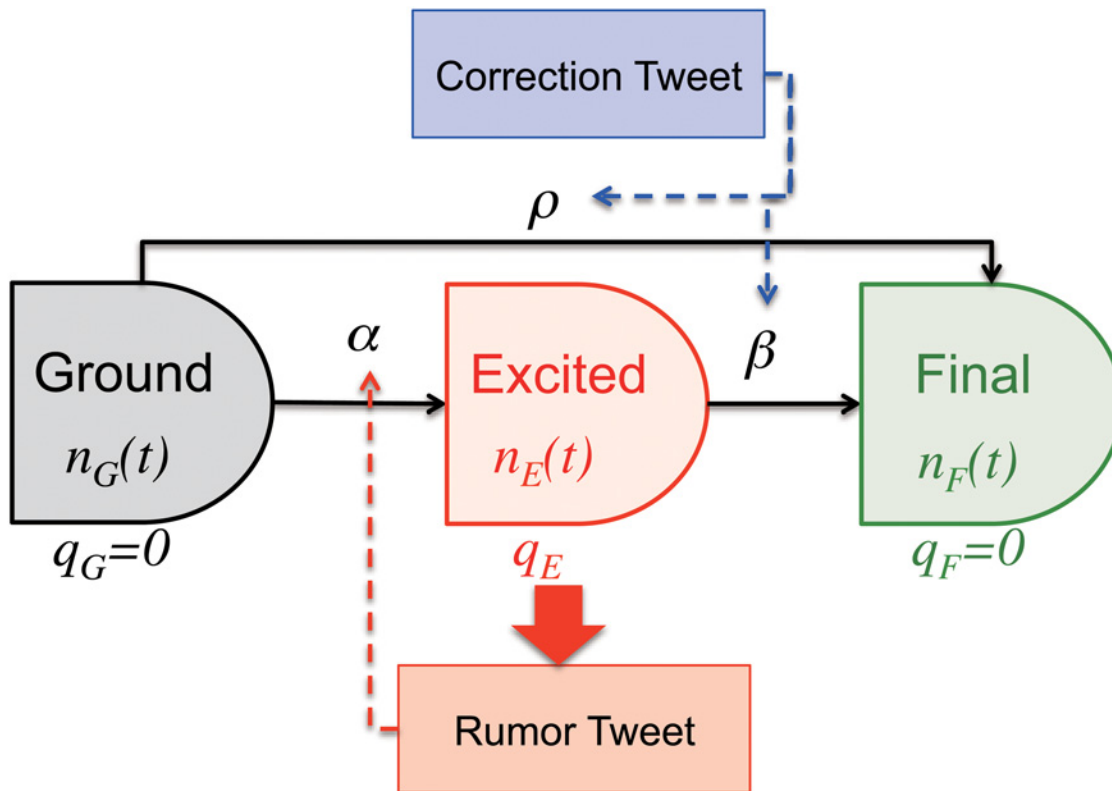 Correction Tweet
ρ
α
β
Ground
Excited
Final
n_G(t)
n_E(t)
n_F(t)
q_G=0
q_E
q_F=0
Rumor Tweet